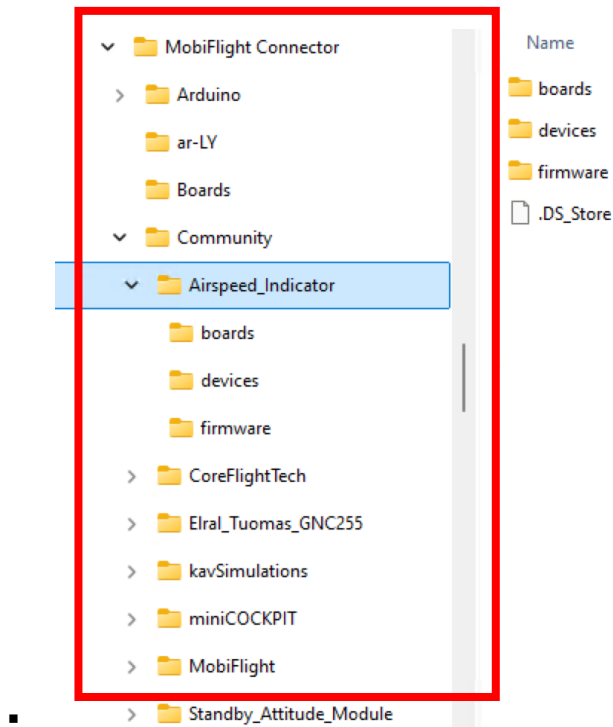 MobiFlight Connector
Arduino
ar-LY
Boards
Community
Airspeed_Indicator
boards
devices
firmware
CoreFlightTech
Elral_Tuomas_GNC255
kavSimulations
miniCOCKPIT
MobiFlight
Standby_Attitude_Module
Name
boards
devices
firmware
.DS_Store